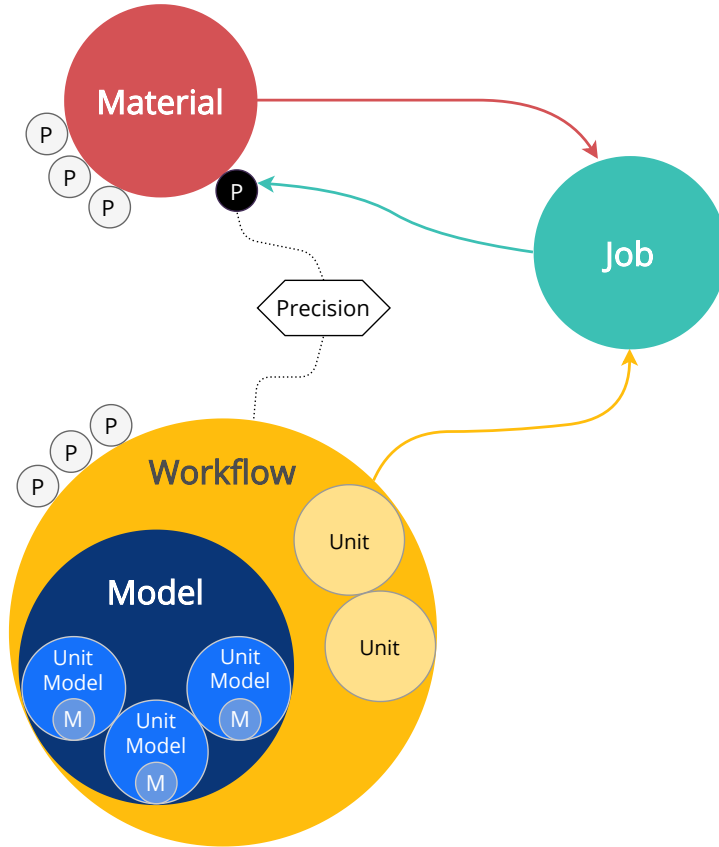 Material
P
P
P
P
Job
Precision
P
P
P
Workflow
Unit
Unit
Model
Unit
Model
M
Unit
Model
M
Unit
Model
M